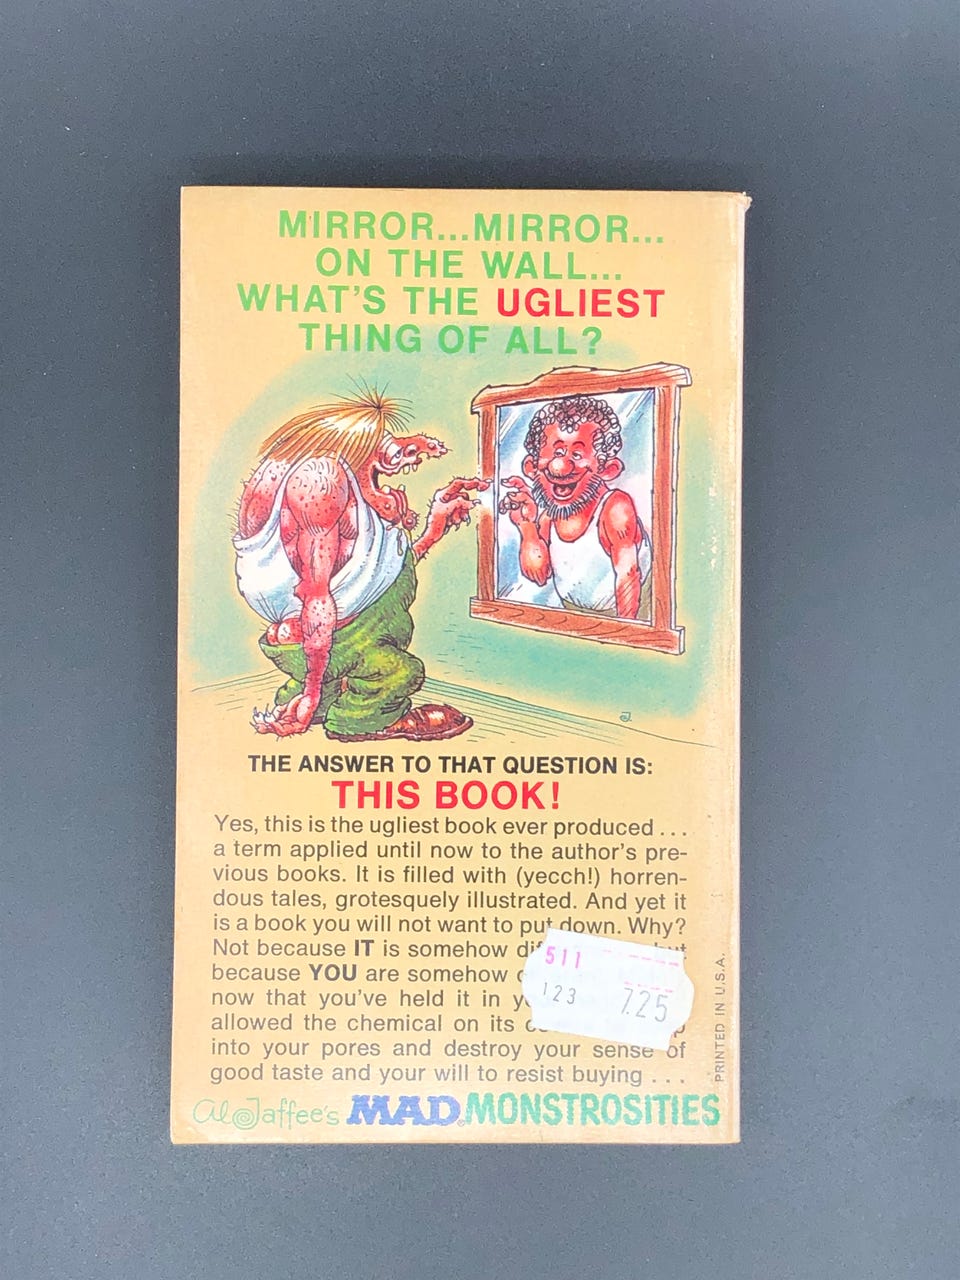 MIRROR...MIRROR...
ON THE WALL...
WHAT'S THE UGLIEST
THING OF ALL?
THE ANSWER TO THAT QUESTION IS:
THIS BOOK!
Yes, this is the ugliest book ever produced ...
a term applied until now to the author's pre-
vious books. It is filled with (yecch!) horren-
dous tales, grotesquely illustrated. And yet it
is a book you will not want to put down. Why?
Not because IT is somehow
because YOU are somehow
now that you've held it in
allowed the chemical on its
into your pores and destroy your sense of
good taste and your will to resist buying ...
511
123 7.25
PRINTED IN U.S.A.
Al Jaffee's MAD MONSTROSITIES